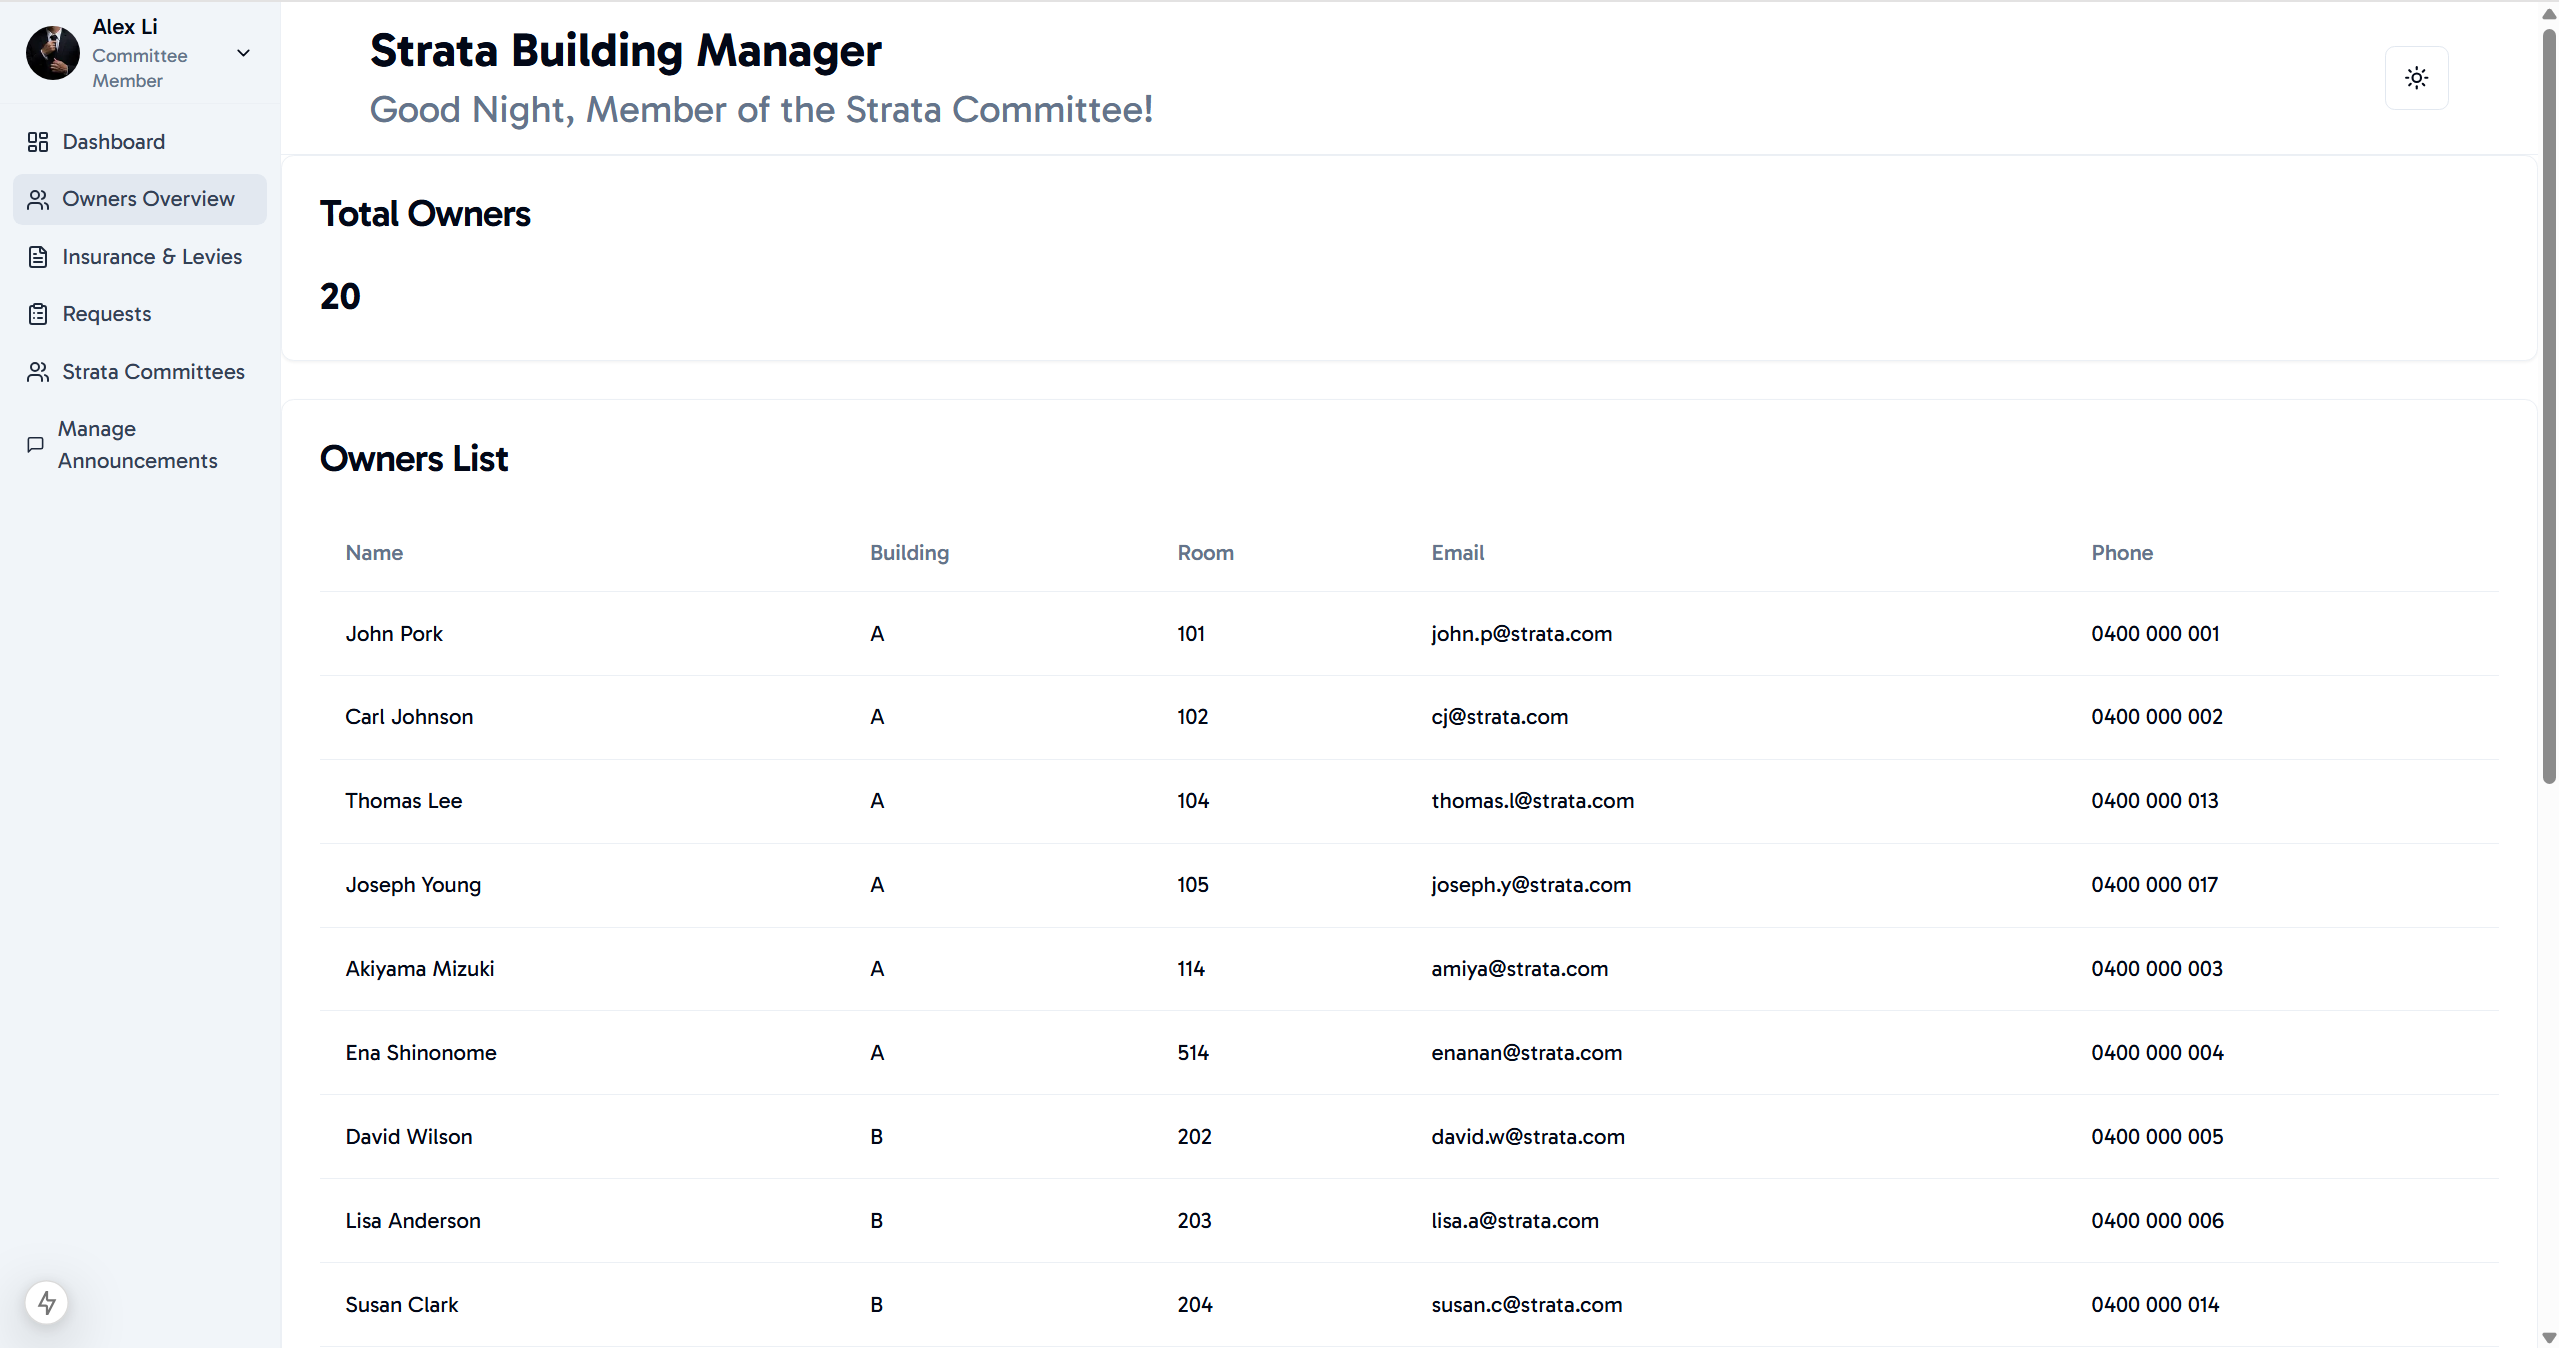 Alex Li
Committee
Member
Dashboard
Owners Overview
Insurance & Levies
Requests
Strata Committees
Manage
Announcements
Strata Building Manager
Good Night, Member of the Strata Committee!
Total Owners
20
Owners List
Name Building Room Email Phone
John Pork A 101 john.p@strata.com 0400 000 001
Carl Johnson A 102 cj@strata.com 0400 000 002
Thomas Lee A 104 thomas.l@strata.com 0400 000 013
Joseph Young A 105 joseph.y@strata.com 0400 000 017
Akiyama Mizuki A 114 amiya@strata.com 0400 000 003
Ena Shinonome A 514 enanan@strata.com 0400 000 004
David Wilson B 202 david.w@strata.com 0400 000 005
Lisa Anderson B 203 lisa.a@strata.com 0400 000 006
Susan Clark B 204 susan.c@strata.com 0400 000 014